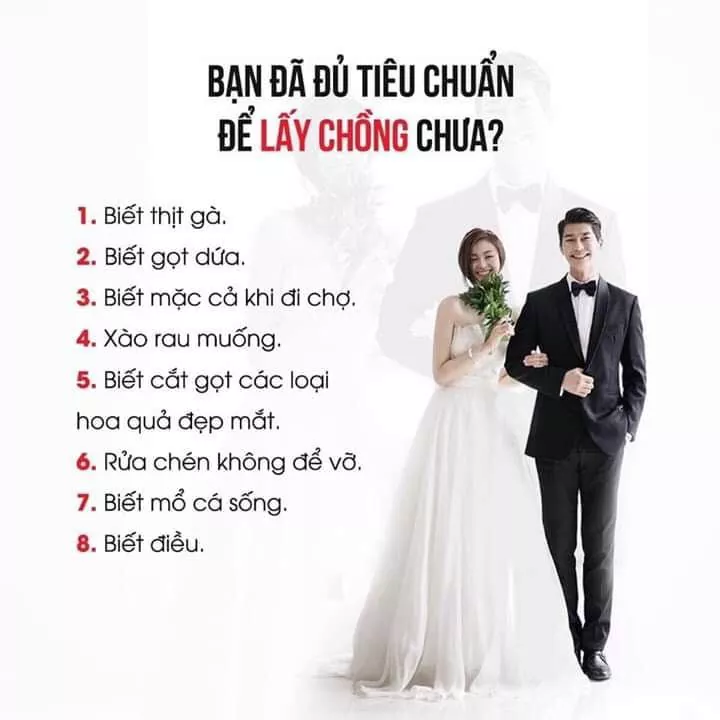 BẠN ĐÃ ĐỦ TIÊU CHUẨN
ĐỂ LẤY CHỒNG CHƯA?
1. Biết thịt gà.
2. Biết gọt dứa.
3. Biết mặc cả khi đi chợ.
4. Xào rau muống.
5. Biết cắt gọt các loại
hoa quả đẹp mắt.
6. Rửa chén không để vỡ.
7. Biết mổ cá sống.
8. Biết điều.